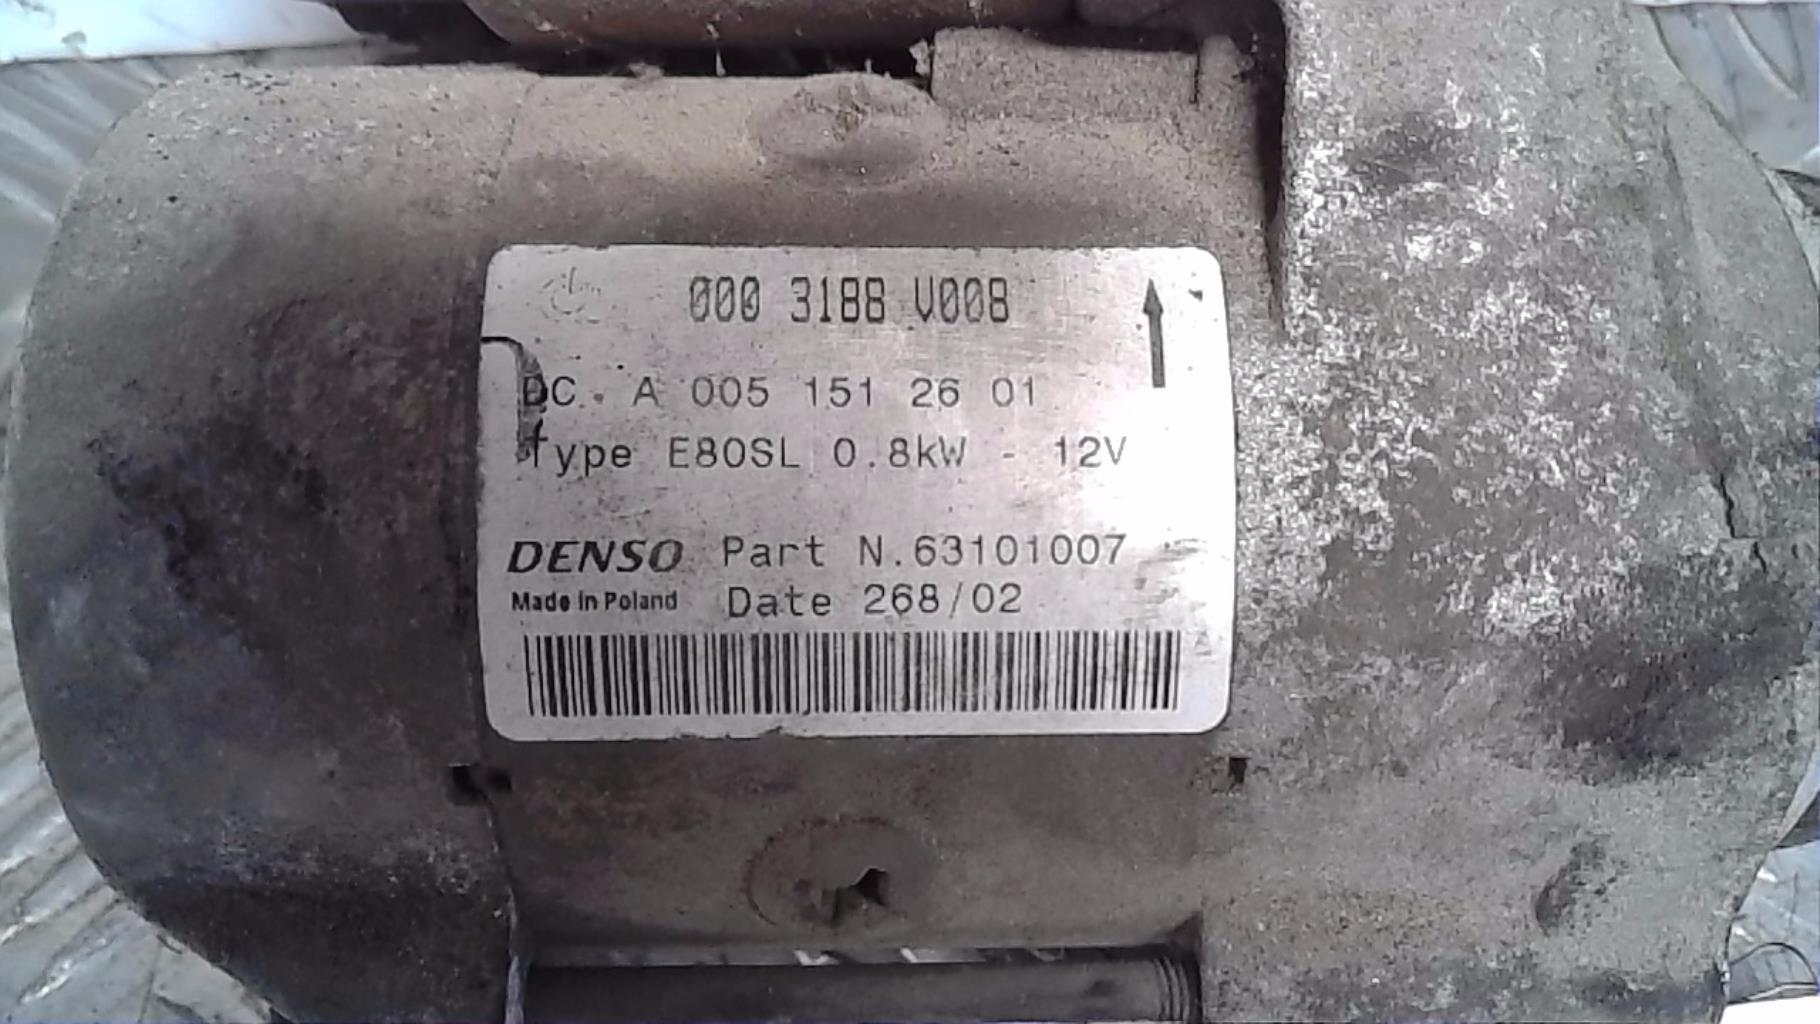 000 3188 V008
DC. A 005 151 26 01
Type E80SL 0.8kW - 12V
DENSO Part N.63101007
Made in Poland Date 268/02